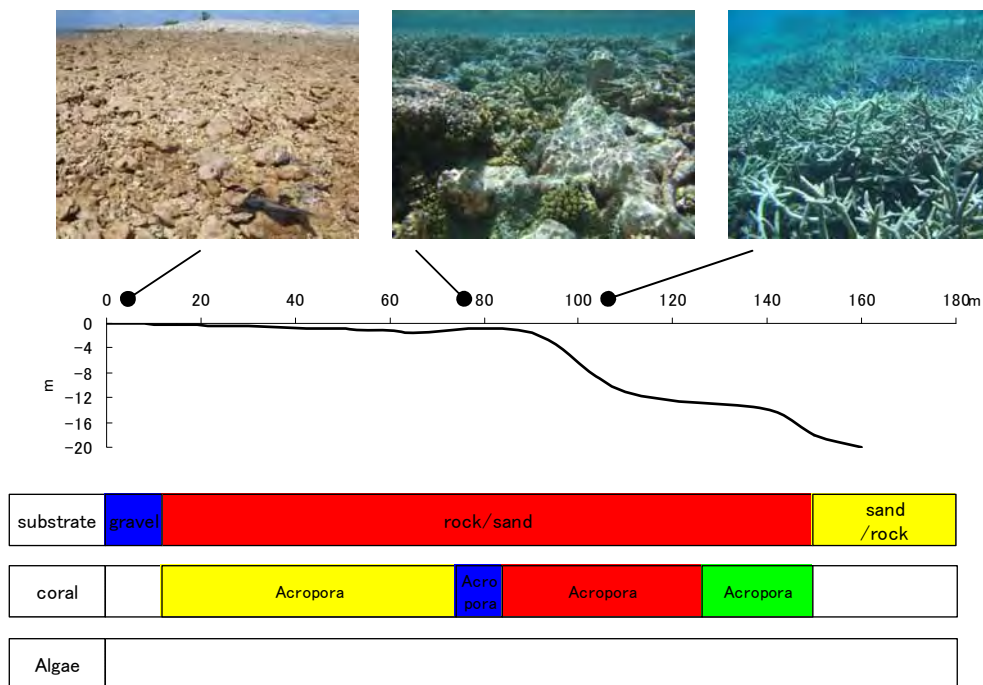 0 20 40 60 80 100 120 140 160 180m
0
-4
-8
-12
-16
-20
m
substrate gravel rock/sand sand
/rock
coral Acropora Acro
pora Acropora Acropora
Algae